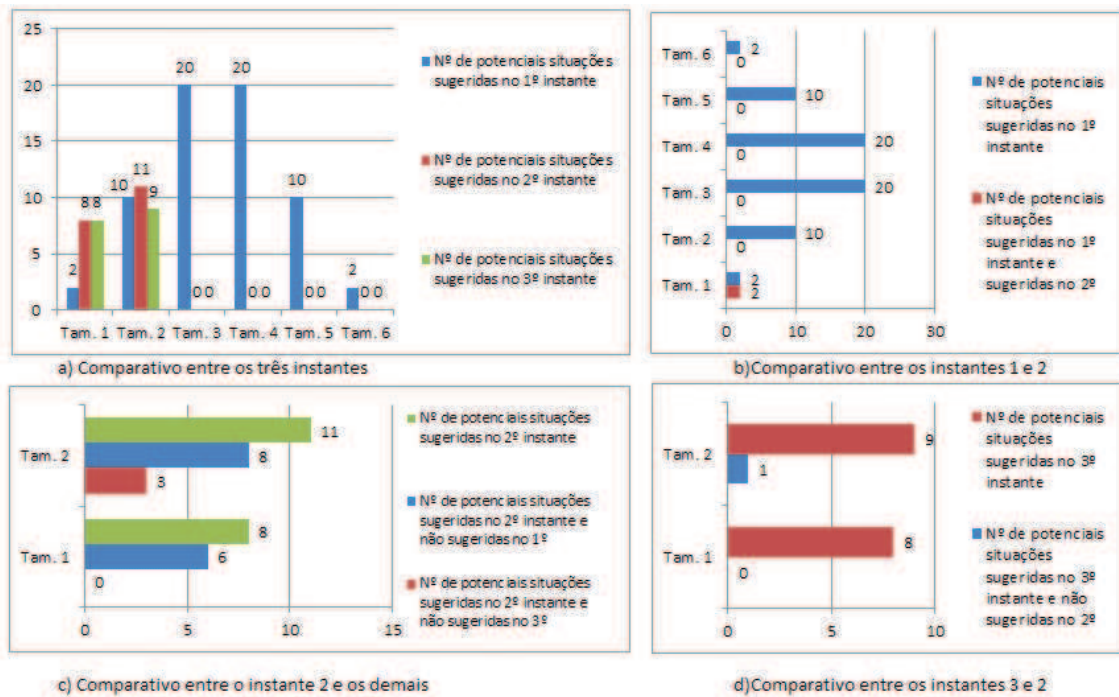 25
20
15
10
5
0
2
8
8
10
11
9
20
0 0
20
0 0
10
0 0
2
0 0
Tam. 1 Tam. 2 Tam. 3 Tam. 4 Tam. 5 Tam. 6
Nº de potenciais situações
sugeridas no 1º instante
Nº de potenciais situações
sugeridas no 2º instante
Nº de potenciais situações
sugeridas no 3º instante
a) Comparativo entre os três instantes
Tam. 6
2
0
Tam. 5
10
0
Tam. 4
20
0
Tam. 3
20
0
Tam. 2
10
0
Tam. 1
2
2
0 10 20 30
Nº de potenciais
situações
sugeridas no 1º
instante
Nº de potenciais
situações
sugeridas no 1º
instante e
sugeridas no 2º
b)Comparativo entre os instantes 1 e 2
Tam. 2
11
8
3
Tam. 1
8
6
0
0 5 10 15
Nº de potenciais situações
sugeridas no 2º instante
Nº de potenciais situações
sugeridas no 2º instante e
não sugeridas no 1º
Nº de potenciais situações
sugeridas no 2º instante e
não sugeridas no 3º
c) Comparativo entre o instante 2 e os demais
Tam. 2
9
1
Tam. 1
8
0
0 5 10
Nº de potenciais
situações
sugeridas no 3º
instante
Nº de potenciais
situações
sugeridas no 3º
instante e não
sugeridas no 2º
d)Comparativo entre os instantes 3 e 2